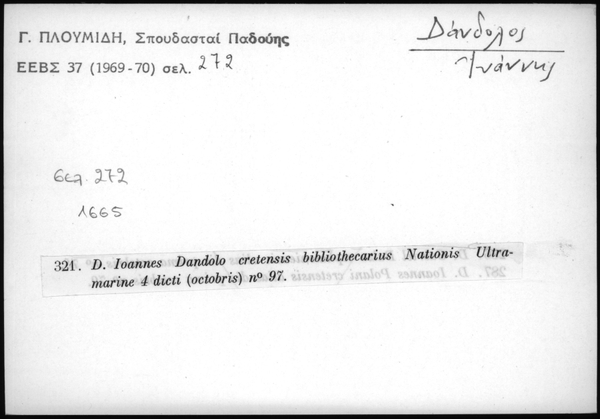 Γ. ΠΛΟΥΜΙΔΗ, Σπουδασταί Παδούης
ΕΕΒΣ 37 (1969-70) σελ. 272
Δάνδολος
Ἰωάννης
σελ. 272
1665
321. D. Ioannes Dandolo cretensis bibliothecarius Nationis Ultra-
marine 4 dicti (octobris) nº 97.